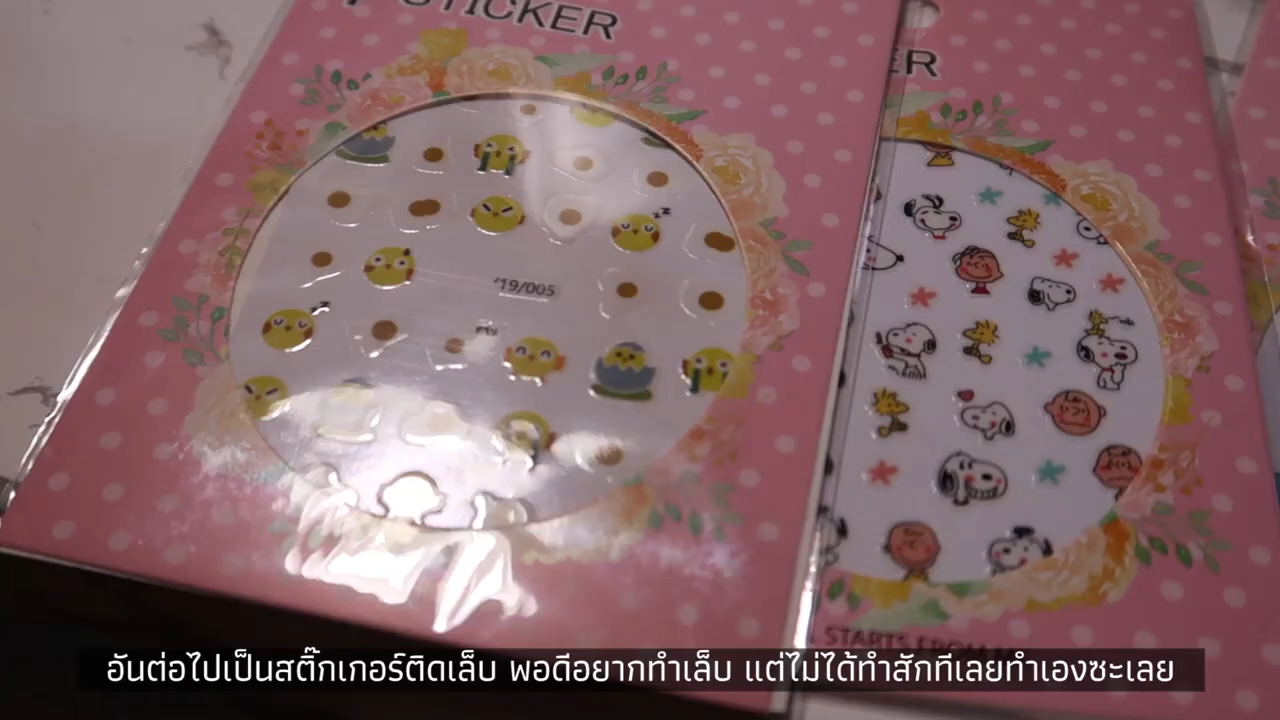 STICKER
ER
'19/005
STARTS FROM
อันต่อไปเป็นสติ๊กเกอร์ติดเล็บ พอดีอยากทำเล็บ แต่ไม่ได้ทำสักทีเลยทำเองซะเลย